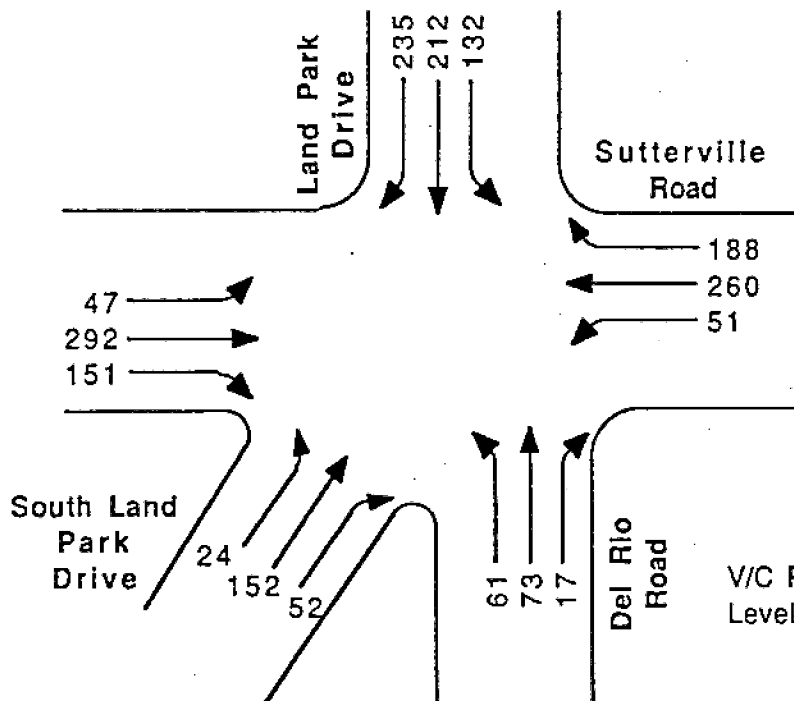 Land Park
Drive
235
212
132
Sutterville
Road
188
260
51
47
292
151
South Land
Park
Drive
24
152
52
61
73
17
Del Rio
Road
V/C
Level